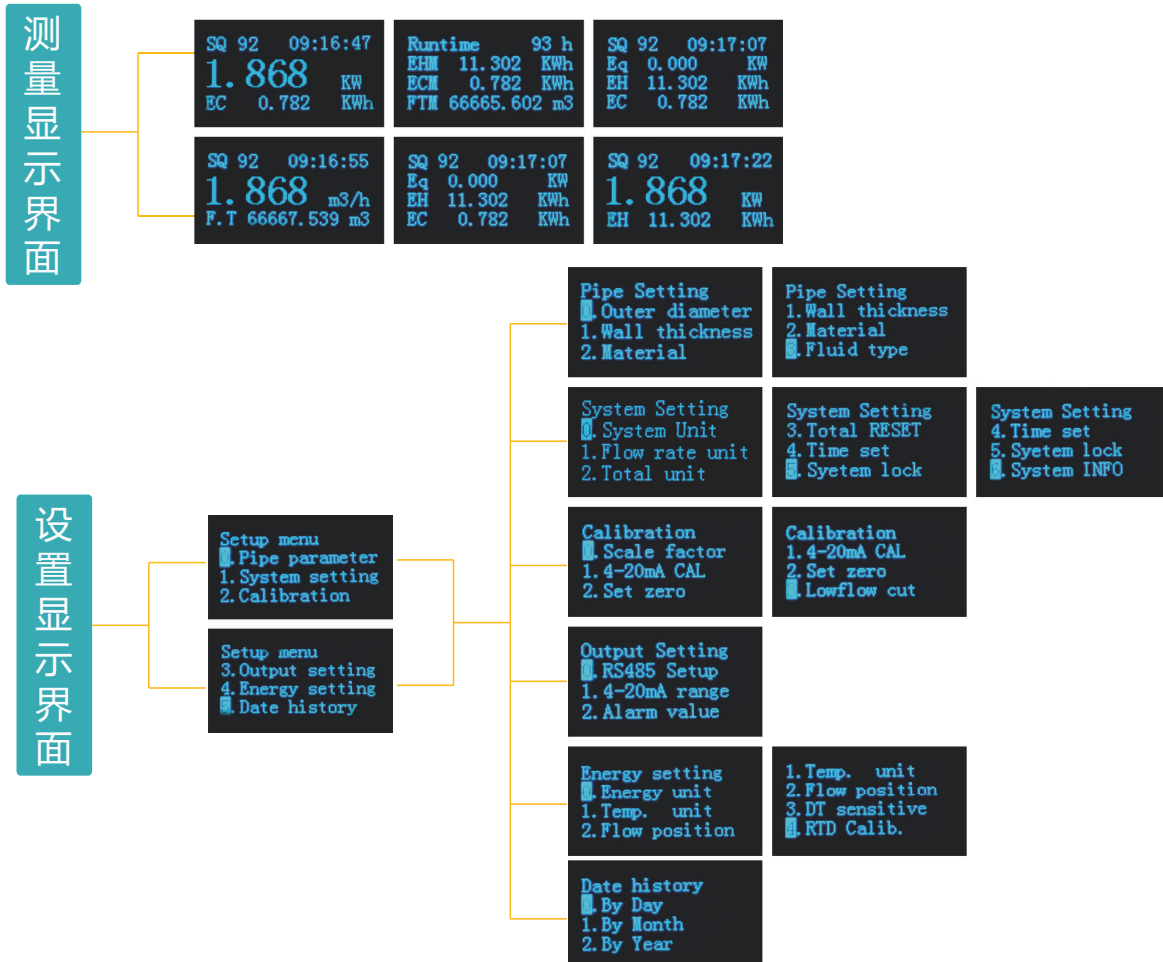 测量显示界面
SQ 92 09:16:47
1.868 KW
EC 0.782 KWh
Runtime 93 h
EHM 11.302 KWh
ECM 0.782 KWh
FTM 66665.602 m3
SQ 92 09:17:07
Eq 0.000 KW
EH 11.302 KWh
EC 0.782 KWh
SQ 92 09:16:55
1.868 m3/h
F.T 66667.539 m3
SQ 92 09:17:07
Eq 0.000 KW
EH 11.302 KWh
EC 0.782 KWh
SQ 92 09:17:22
1.868 KW
EH 11.302 KWh
设置显示界面
Setup menu
0.Pipe parameter
1.System setting
2.Calibration
Setup menu
3.Output setting
4.Energy setting
5.Date history
Pipe Setting
0.Outer diameter
1.Wall thickness
2.Material
Pipe Setting
1.Wall thickness
2.Material
3.Fluid type
System Setting
0.System Unit
1.Flow rate unit
2.Total unit
System Setting
3.Total RESET
4.Time set
5.Syetem lock
System Setting
4.Time set
5.Syetem lock
6.System INFO
Calibration
0.Scale factor
1.4-20mA CAL
2.Set zero
Calibration
1.4-20mA CAL
2.Set zero
3.Lowflow cut
Output Setting
0.RS485 Setup
1.4-20mA range
2.Alarm value
Energy setting
0.Energy unit
1.Temp. unit
2.Flow position
1.Temp. unit
2.Flow position
3.DT sensitive
4.RTD Calib.
Date history
0.By Day
1.By Month
2.By Year